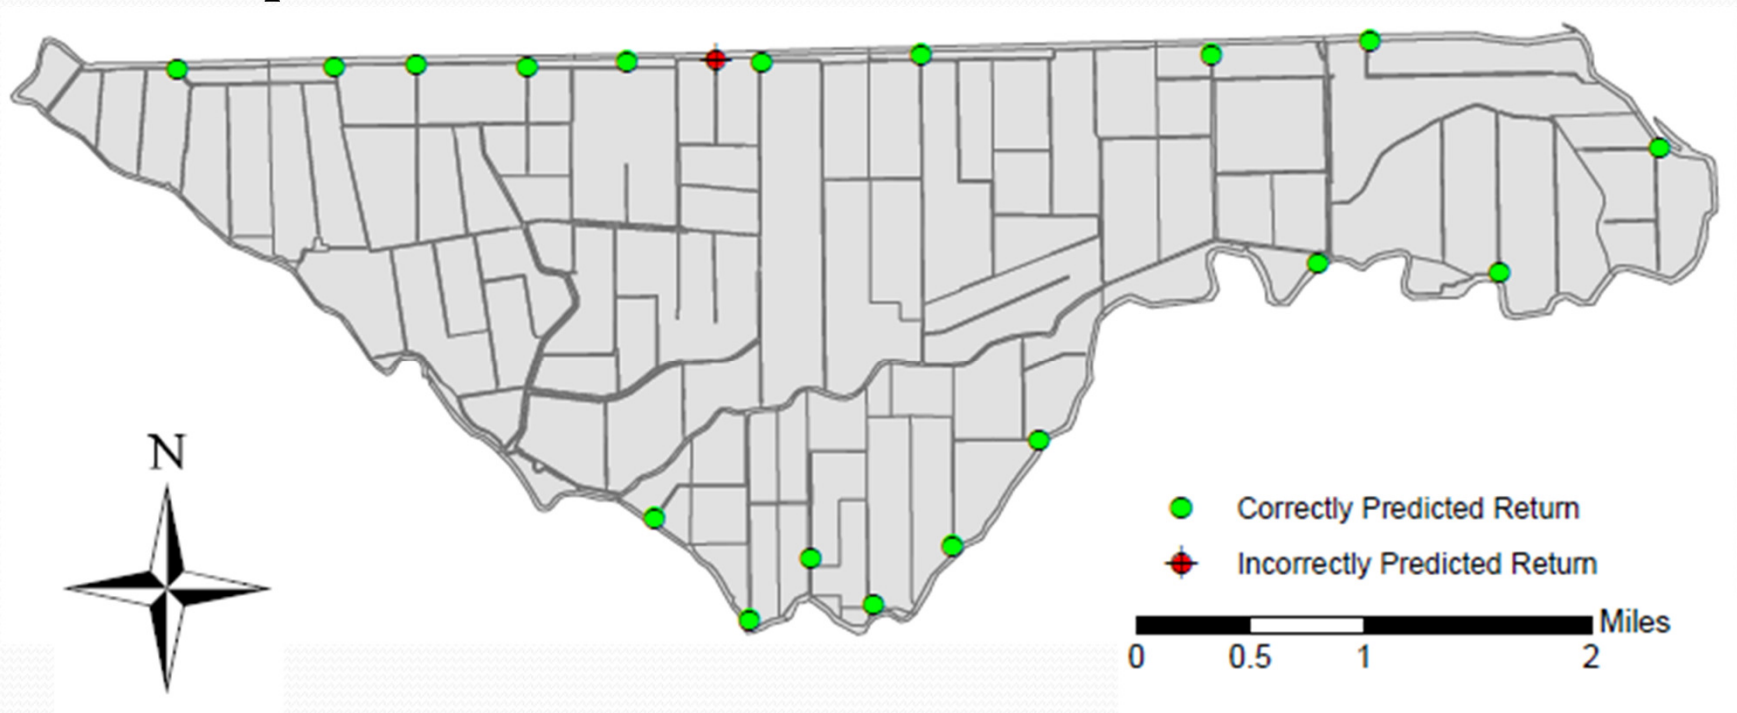 N
Correctly Predicted Return
Incorrectly Predicted Return
Miles
0 0.5 1 2